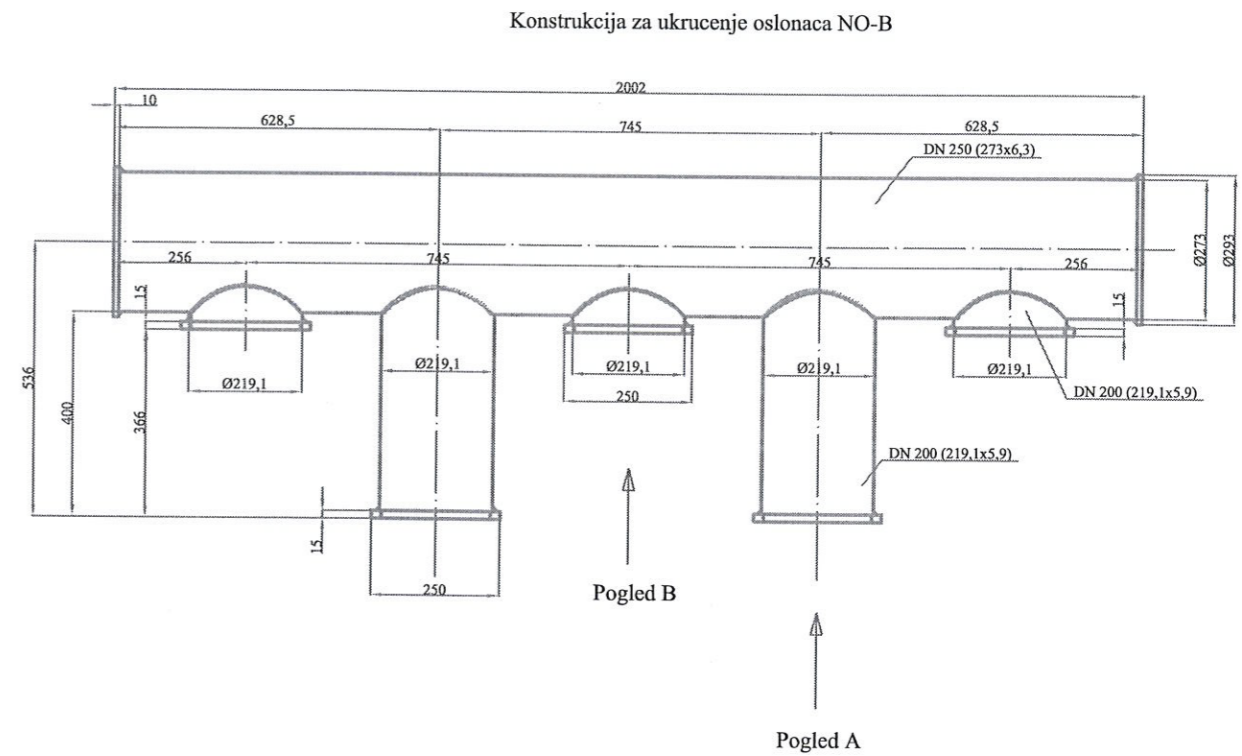 Konstrukcija za ukrucenje oslonaca NO-B
2002
10
628,5
745
628,5
DN 250 (273x6,3)
256
745
745
256
Ø273
Ø293
15
15
536
400
366
Ø219,1
Ø219,1
Ø219,1
Ø219,1
Ø219,1
250
DN 200 (219,1x5,9)
DN 200 (219,1x5,9)
15
250
Pogled B
Pogled A